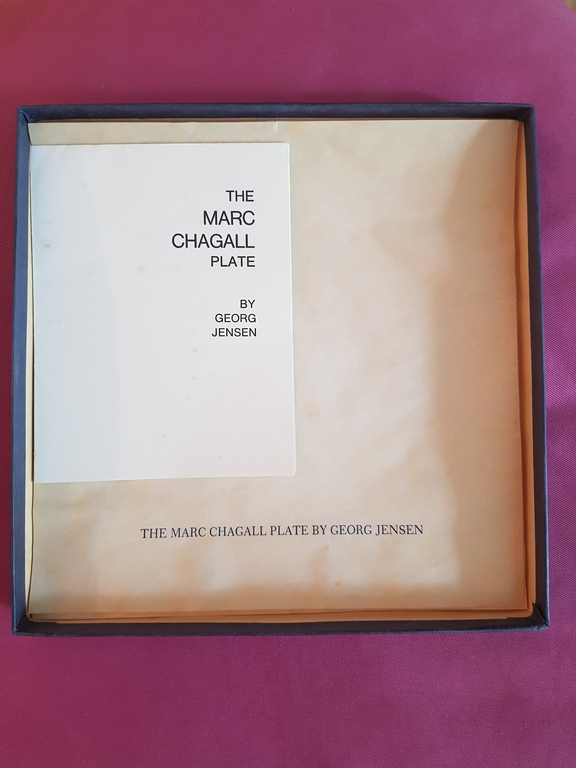 THE
MARC
CHAGALL
PLATE
BY
GEORG
JENSEN
THE MARC CHAGALL PLATE BY GEORG JENSEN